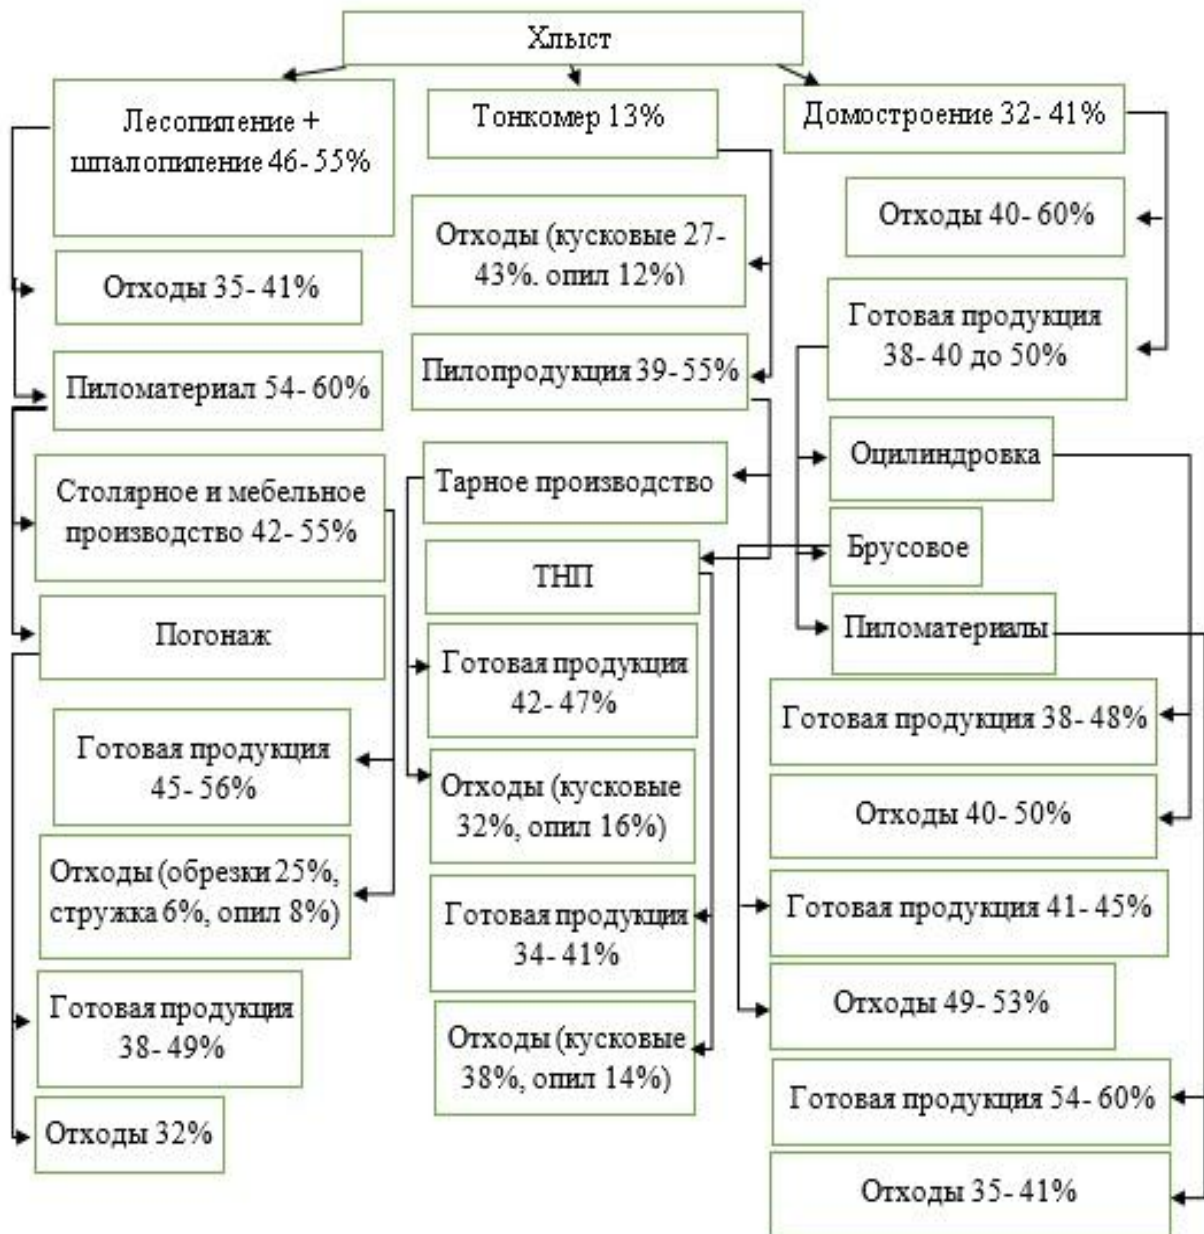 Хлыст
Лесопиление +
шпалопиление 46- 55%
Отходы 35- 41%
Пиломатериал 54- 60%
Столярное и мебельное
производство 42- 55%
Погонаж
Готовая продукция
45- 56%
Отходы (обрезки 25%,
стружка 6%, опил 8%)
Готовая продукция
38- 49%
Отходы 32%
Тонкомер 13%
Отходы (кусковые 27-
43%, опил 12%)
Пилопродукция 39- 55%
Тарное производство
ТНП
Готовая продукция
42- 47%
Отходы (кусковые
32%, опил 16%)
Готовая продукция
34- 41%
Отходы (кусковые
38%, опил 14%)
Домостроение 32- 41%
Отходы 40- 60%
Готовая продукция
38- 40 до 50%
Оцилиндровка
Брусовое
Пиломатериалы
Готовая продукция 38- 48%
Отходы 40- 50%
Готовая продукция 41- 45%
Отходы 49- 53%
Готовая продукция 54- 60%
Отходы 35- 41%